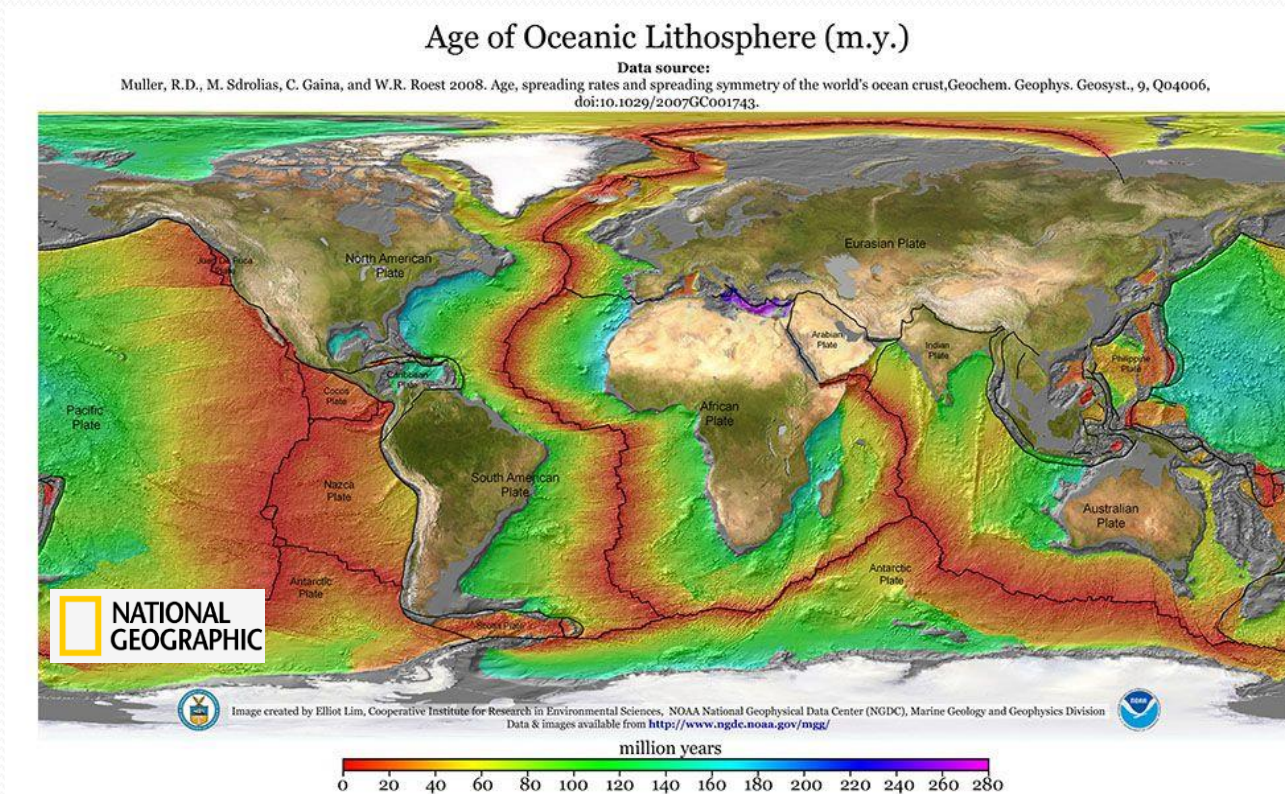 Age of Oceanic Lithosphere (m.y.)
Data source:
Muller, R.D., M. Sdrolias, C. Gaina, and W.R. Roest 2008. Age, spreading rates and spreading symmetry of the world's ocean crust,Geochem. Geophys. Geosyst., 9, Q04006,
doi:10.1029/2007GC001743.
Juan De Fuca
Plate
North American
Plate
Eurasian Plate
Arabian
Plate
Indian
Plate
Philippine
Plate
Caribbean
Plate
Cocos
Plate
Pacific
Plate
African
Plate
Nazca
Plate
South American
Plate
Australian
Plate
Antarctic
Plate
Antarctic
Plate
Scotia Plate
NATIONAL
GEOGRAPHIC
Image created by Elliot Lim, Cooperative Institute for Research in Environmental Sciences, NOAA National Geophysical Data Center (NGDC), Marine Geology and Geophysics Division
Data & images available from http://www.ngdc.noaa.gov/mgg/
noaa
million years
0 20 40 60 80 100 120 140 160 180 200 220 240 260 280